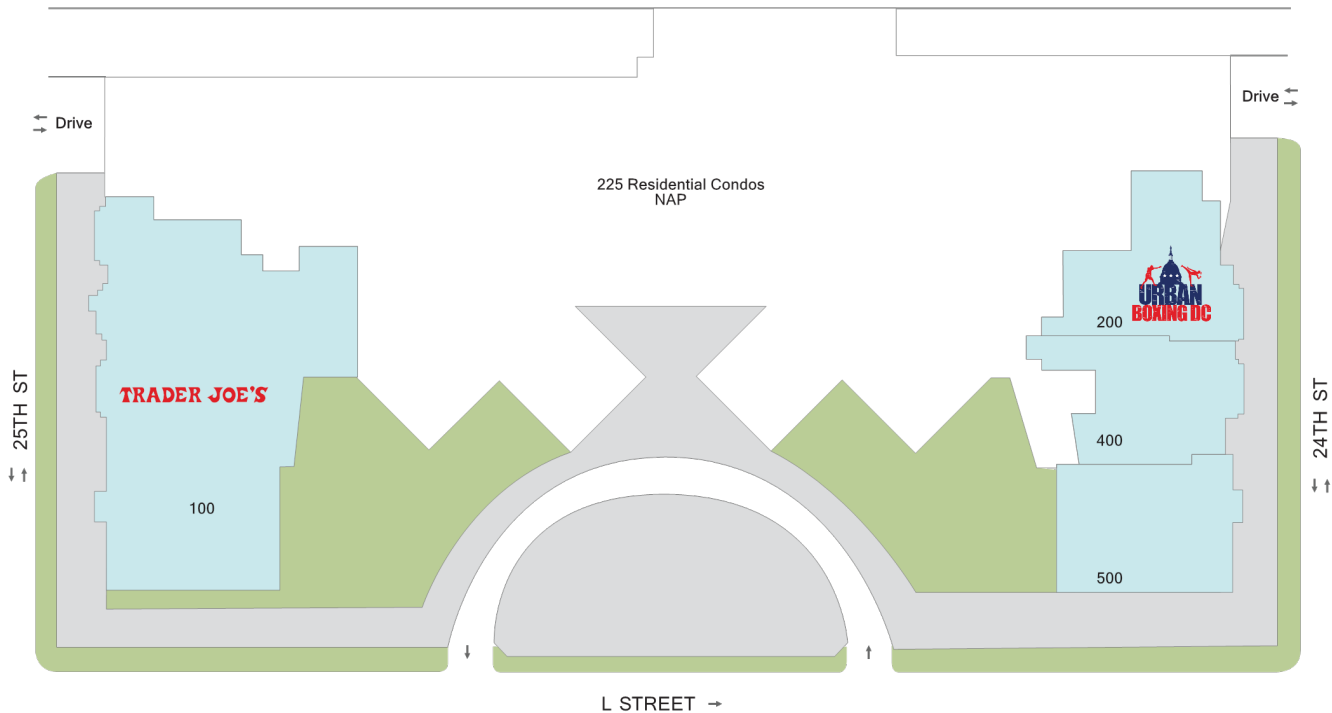 Drive
Drive
225 Residential Condos
NAP
URBAN
BOXING DC
200
TRADER JOE'S
25TH ST
24TH ST
400
100
500
L STREET